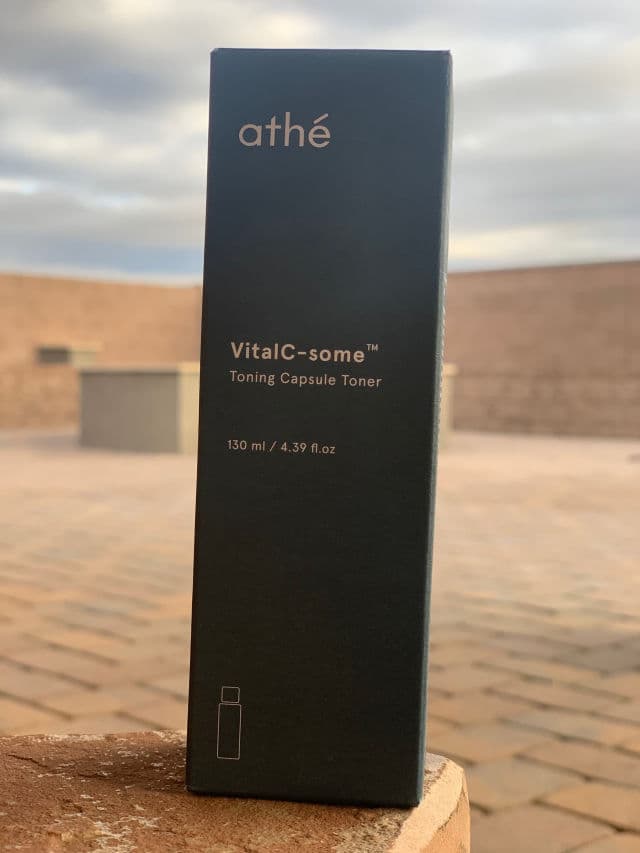 athé
VitalC-some™
Toning Capsule Toner
130 ml / 4.39 fl.oz